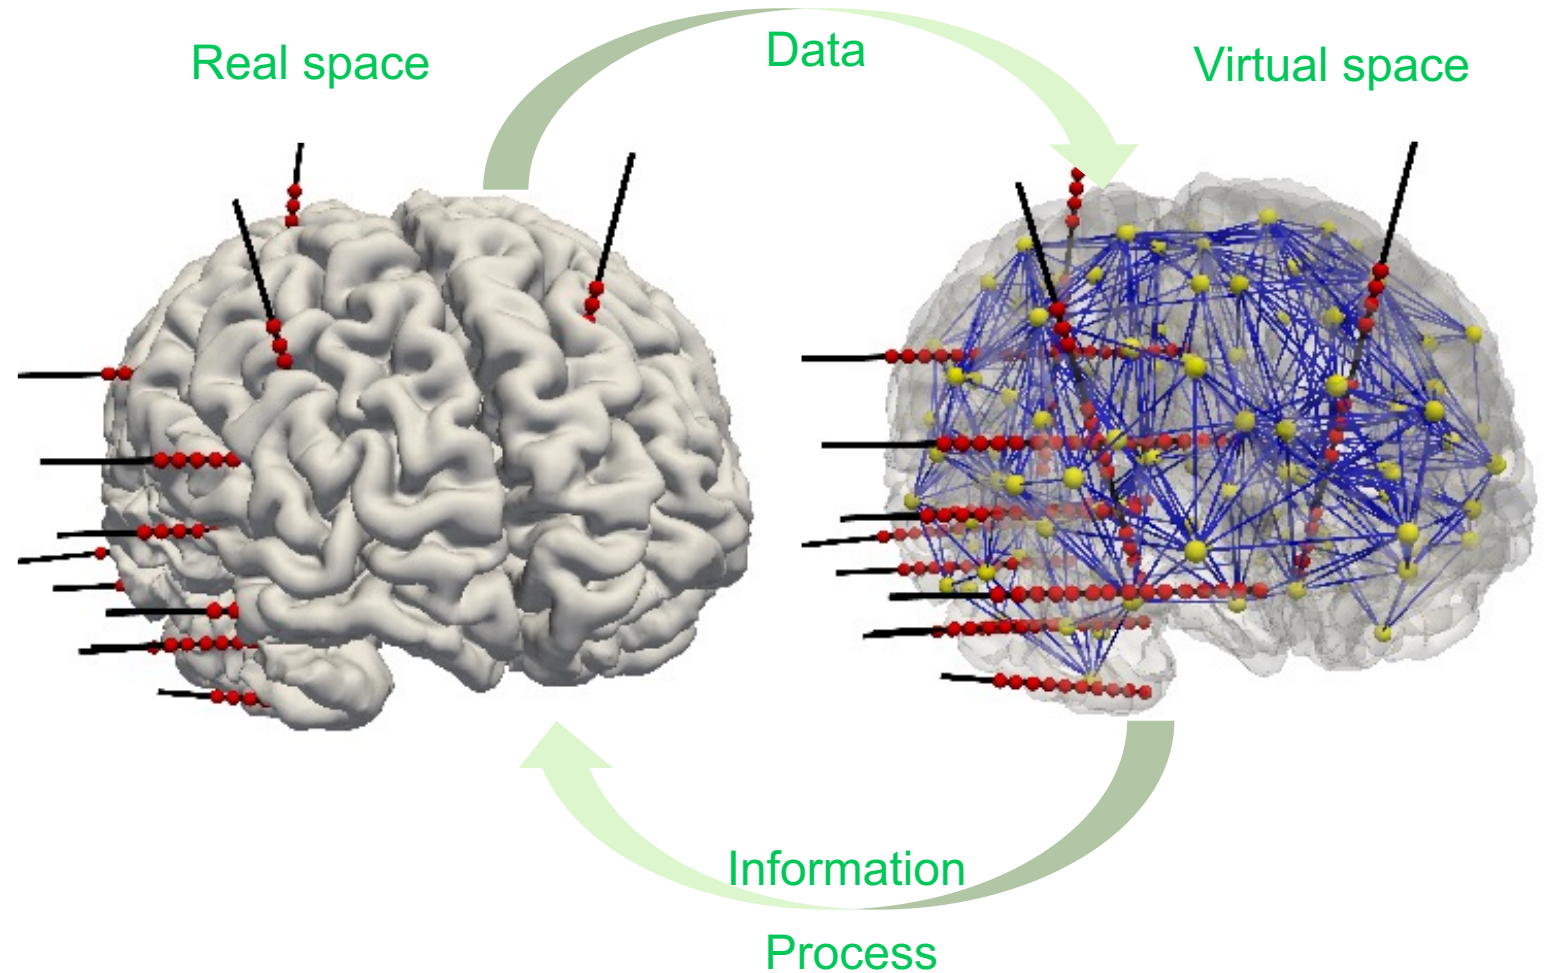 Real space
Data
Virtual space
Information
Process